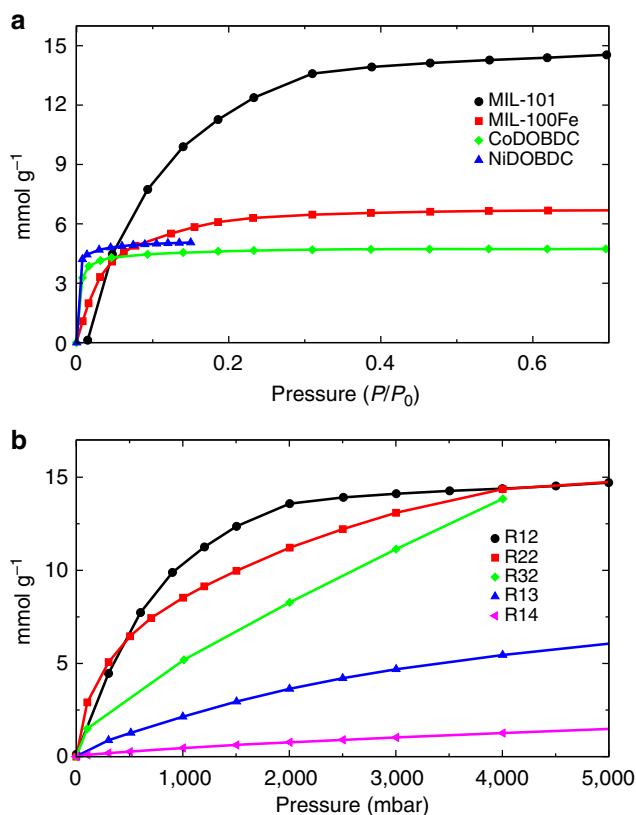 a
15
12
9
6
3
0
mmol g⁻¹
MIL-101
MIL-100Fe
CoDOBDC
NiDOBDC
0 0.2 0.4 0.6
Pressure (P/P₀)
b
20
15
10
5
0
mmol g⁻¹
R12
R22
R32
R13
R14
0 1,000 2,000 3,000 4,000 5,000
Pressure (mbar)